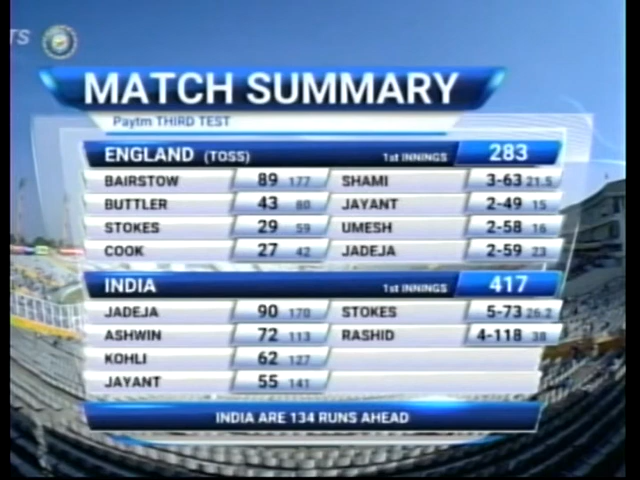 TS
MATCH SUMMARY
Paytm THIRD TEST
ENGLAND (TOSS) 1st INNINGS 283
BAIRSTOW 89 177 SHAMI 3-63 21.5
BUTTLER 43 80 JAYANT 2-49 15
STOKES 29 59 UMESH 2-58 16
COOK 27 42 JADEJA 2-59 23
INDIA 1st INNINGS 417
JADEJA 90 170 STOKES 5-73 26.2
ASHWIN 72 113 RASHID 4-118 38
KOHLI 62 127
JAYANT 55 141
INDIA ARE 134 RUNS AHEAD